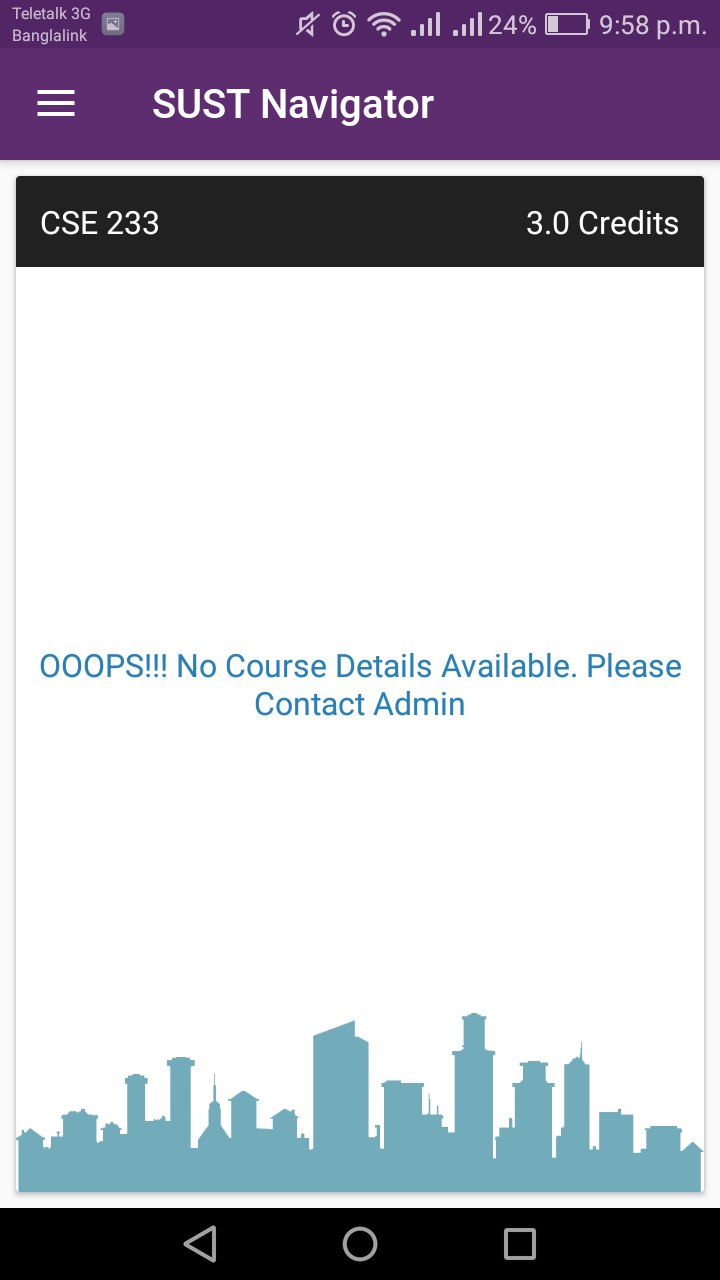 Teletalk 3G
Banglalink
24%
9:58 p.m.
SUST Navigator
CSE 233
3.0 Credits
OOOPS!!! No Course Details Available. Please
Contact Admin